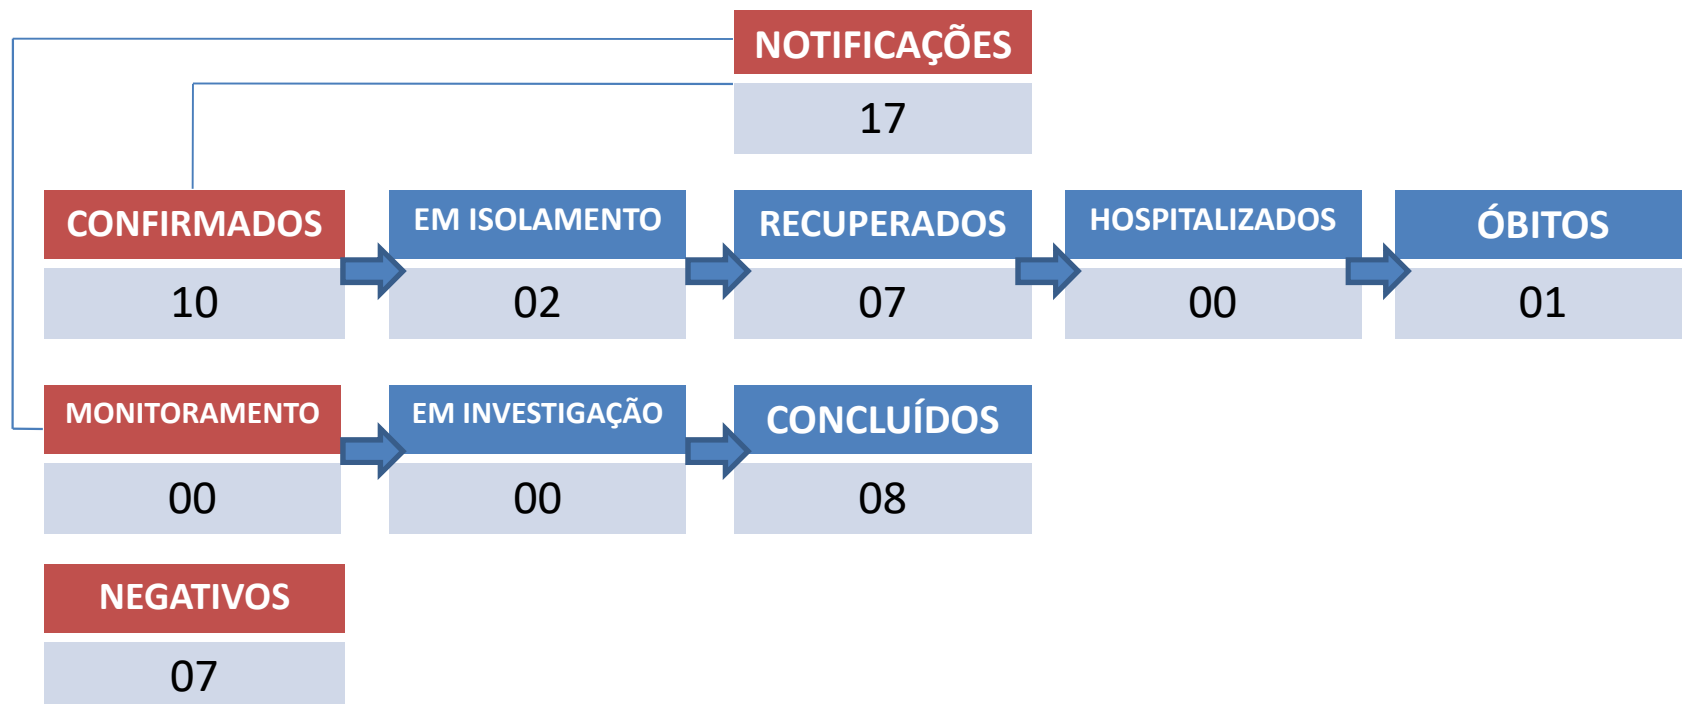 NOTIFICAÇÕES
17
CONFIRMADOS
10
EM ISOLAMENTO
02
RECUPERADOS
07
HOSPITALIZADOS
00
ÓBITOS
01
MONITORAMENTO
00
EM INVESTIGAÇÃO
00
CONCLUÍDOS
08
NEGATIVOS
07